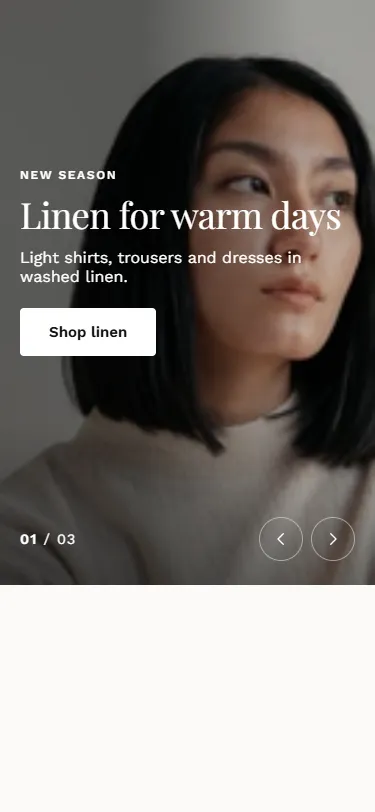 NEW SEASON
Linen for warm days
Light shirts, trousers and dresses in
washed linen.
Shop linen
01 / 03